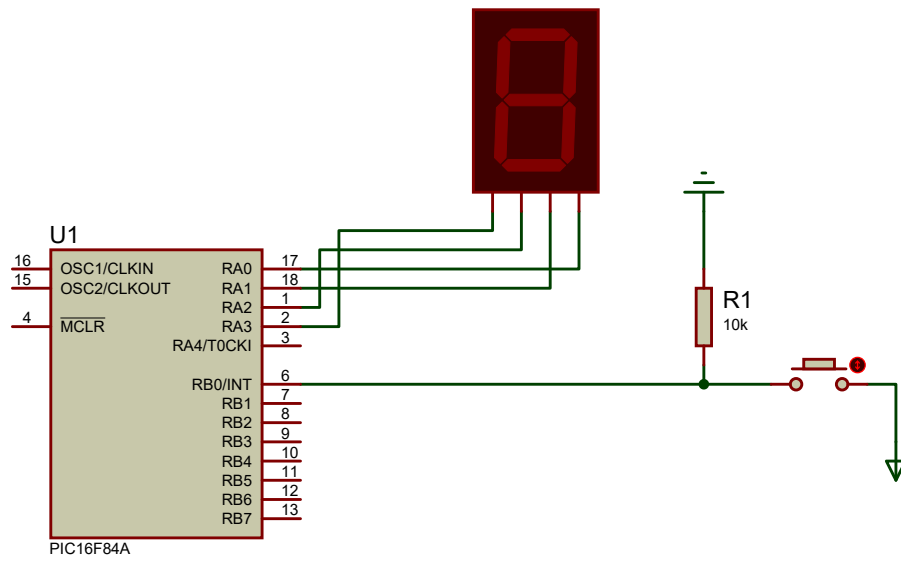 U1
16 OSC1/CLKIN RA0 17
15 OSC2/CLKOUT RA1 18
RA2 1
4 MCLR RA3 2
RA4/T0CKI 3
RB0/INT 6
RB1 7
RB2 8
RB3 9
RB4 10
RB5 11
RB6 12
RB7 13
PIC16F84A
R1
10k